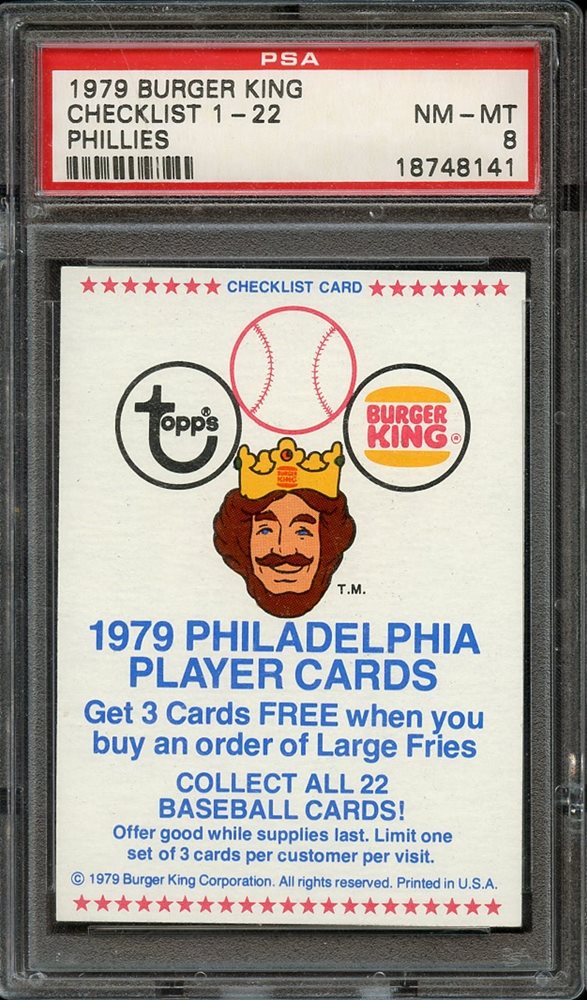 PSA
1979 BURGER KING
CHECKLIST 1-22 NM-MT
PHILLIES 8
18748141
CHECKLIST CARD
Topps®
BURGER
KING®
BURGER
KING
T.M.
1979 PHILADELPHIA
PLAYER CARDS
Get 3 Cards FREE when you
buy an order of Large Fries
COLLECT ALL 22
BASEBALL CARDS!
Offer good while supplies last. Limit one
set of 3 cards per customer per visit.
© 1979 Burger King Corporation. All rights reserved. Printed in U.S.A.